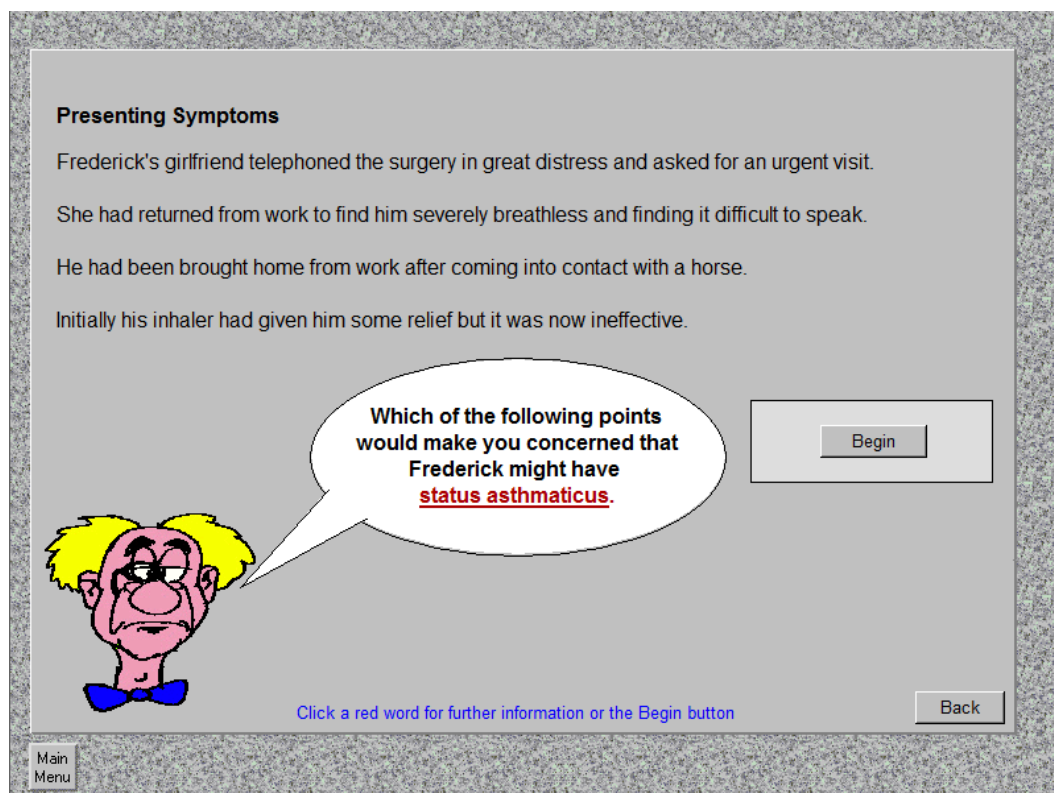 Presenting Symptoms
Frederick's girlfriend telephoned the surgery in great distress and asked for an urgent visit.
She had returned from work to find him severely breathless and finding it difficult to speak.
He had been brought home from work after coming into contact with a horse.
Initially his inhaler had given him some relief but it was now ineffective.
Which of the following points
would make you concerned that
Frederick might have
status asthmaticus.
Begin
Click a red word for further information or the Begin button
Back
Main
Menu